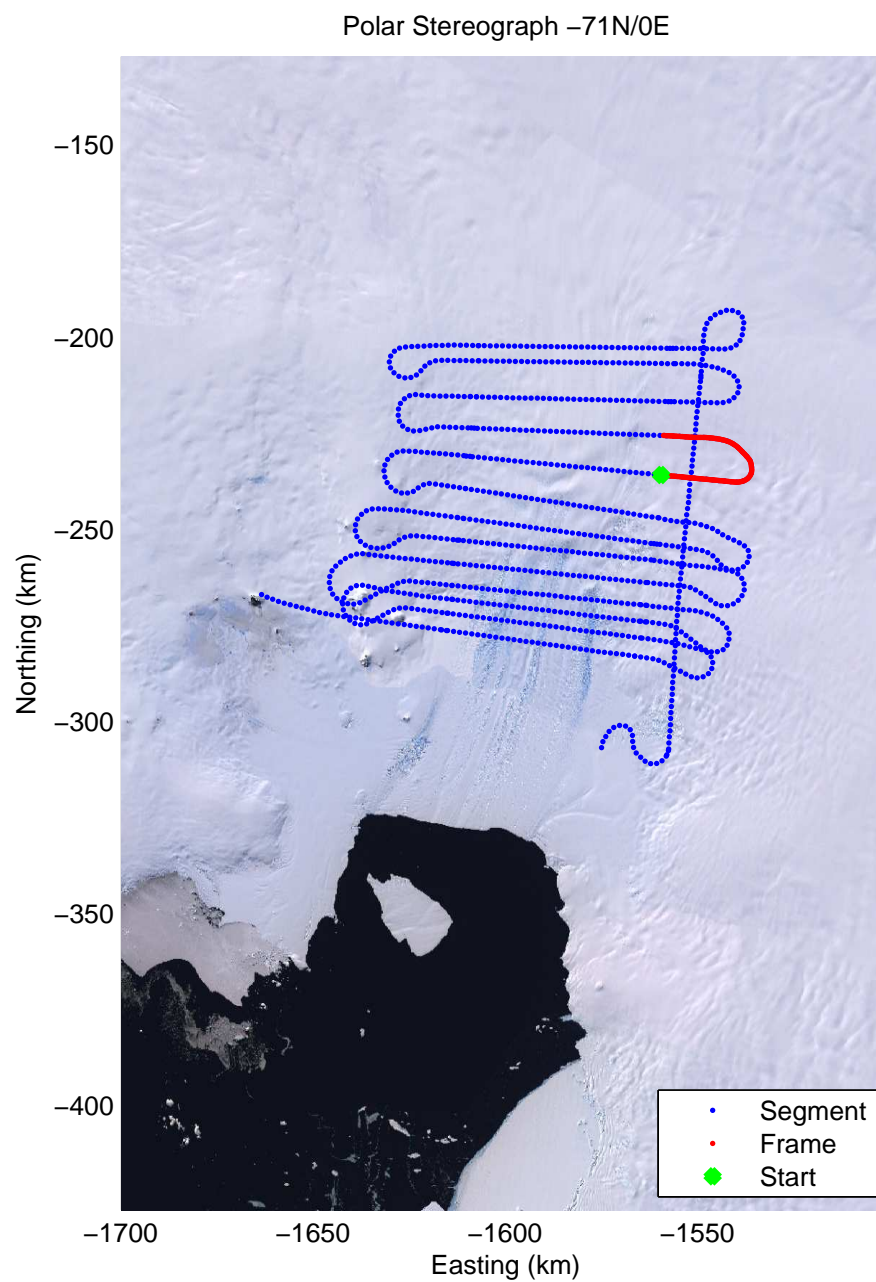 Polar Stereograph −71N/0E
−150
−200
−250
−300
−350
−400
Northing (km)
−1700
−1650
−1600
−1550
Easting (km)
Segment
Frame
Start